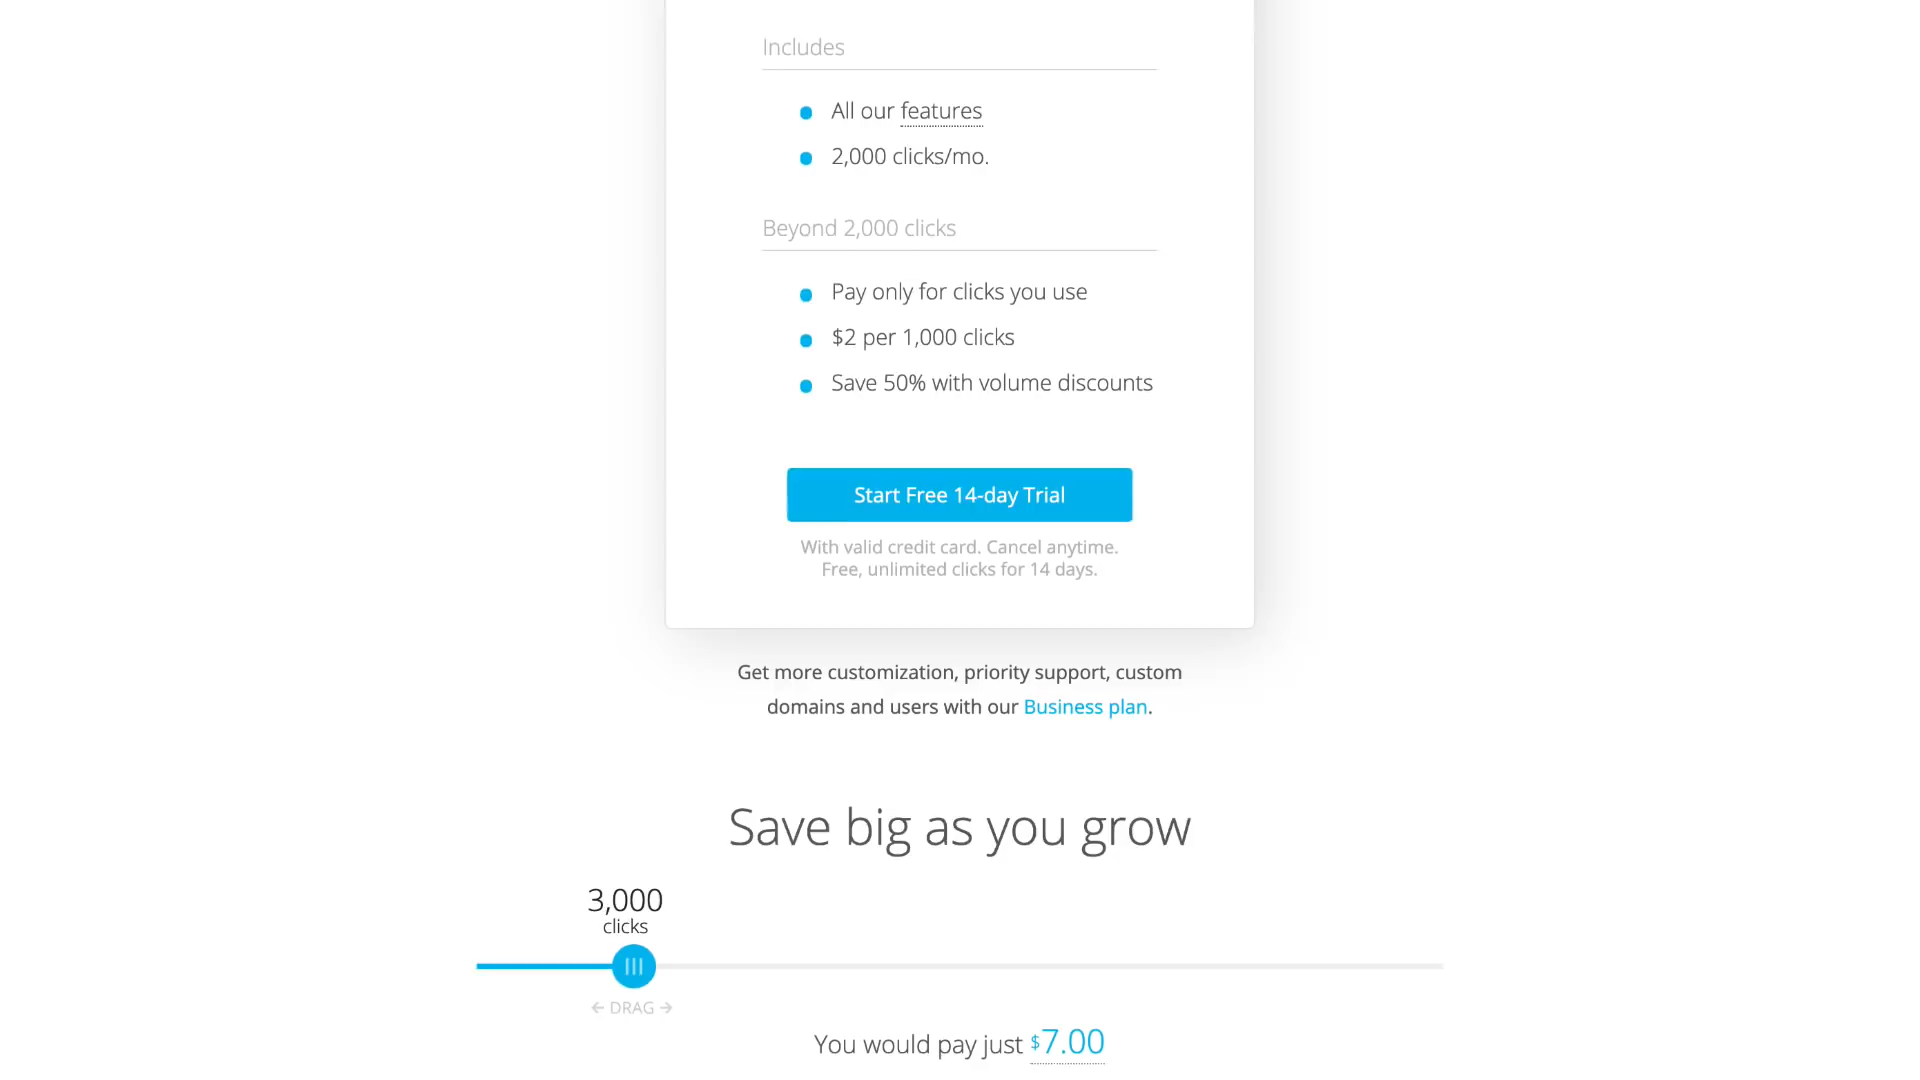 Includes
All our features
2,000 clicks/mo.
Beyond 2,000 clicks
Pay only for clicks you use
$2 per 1,000 clicks
Save 50% with volume discounts
Start Free 14-day Trial
With valid credit card. Cancel anytime.
Free, unlimited clicks for 14 days.
Get more customization, priority support, custom
domains and users with our Business plan.
Save big as you grow
3,000
clicks
← DRAG →
You would pay just $7.00